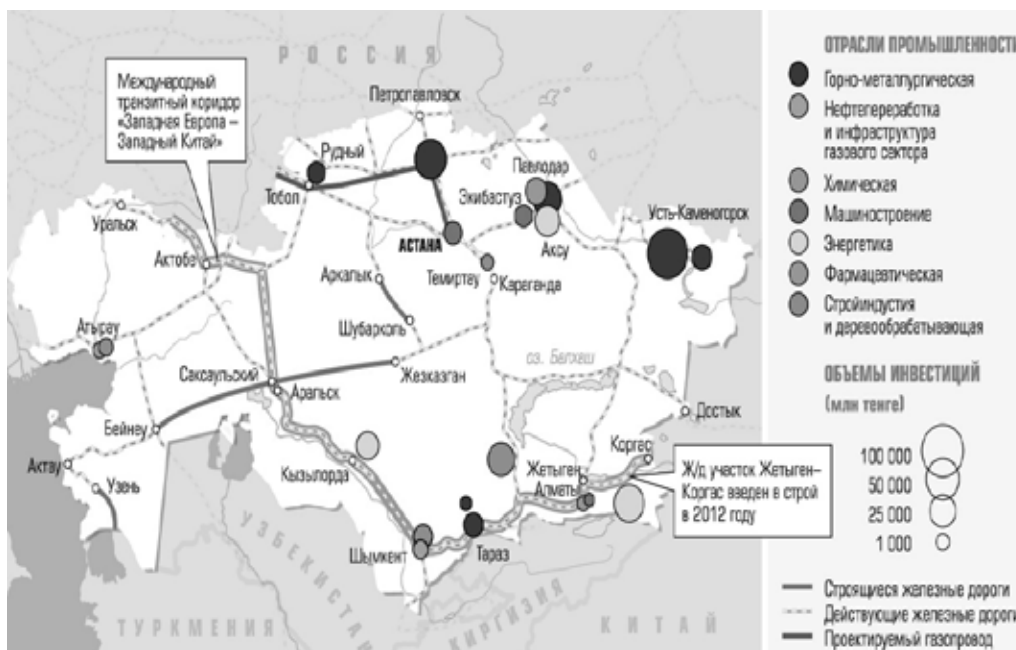 РОССИЯ
Международный
транзитный коридор
«Западная Европа –
Западный Китай»
Петропавловск
Рудный
Тобол
Павлодар
Экибастуз
Усть-Каменогорск
Уральск
АСТАНА
Аксу
Актобе
Темиртау
Аркалык
Караганда
Шубарколь
Атырау
оз. Балхаш
Саксаульский
Жезказган
Аральск
Достык
Бейнеу
Коргас
Актау
Жетыген
Кызылорда
Алматы
Узень
Ж/д участок Жетыген–
Коргас введен в строй
в 2012 году
Шымкент
Тараз
УЗБЕКИСТАН
ТУРКМЕНИЯ
КИРГИЗИЯ
КИТАЙ
ОТРАСЛИ ПРОМЫШЛЕННОСТИ
Горно-металлургическая
Нефтепереработка
и инфраструктура
газового сектора
Химическая
Машиностроение
Энергетика
Фармацевтическая
Стройиндустия
и деревообрабатывающая
ОБЪЕМЫ ИНВЕСТИЦИЙ
(млн тенге)
100 000
50 000
25 000
1 000
Строящиеся железные дороги
Действующие железные дороги
Проектируемый газопровод